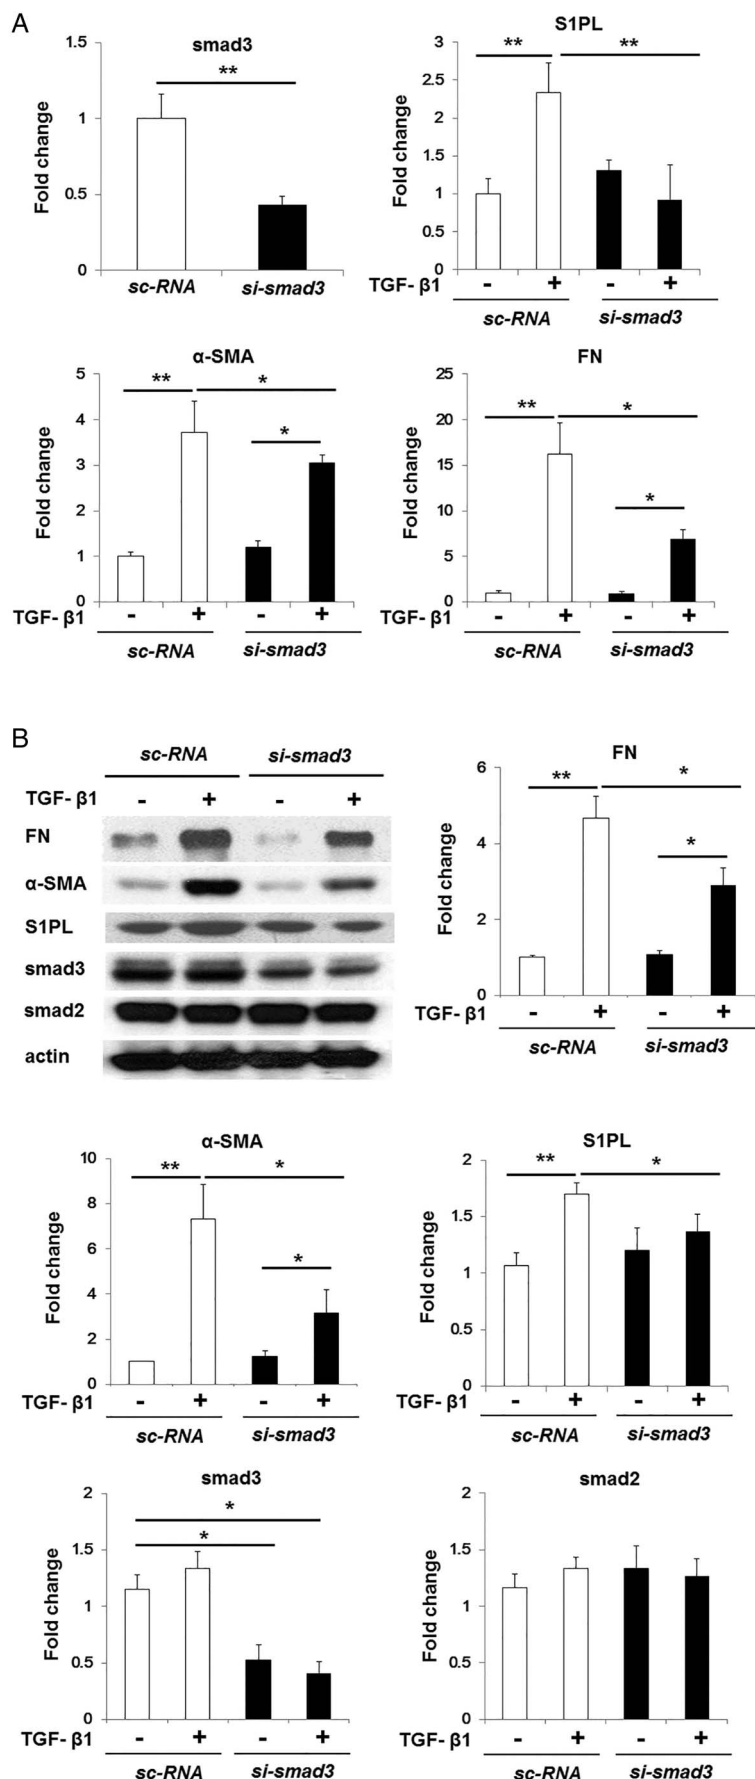 A
smad3
Fold change
1.5
1
0.5
0
**
sc-RNA
si-smad3
S1PL
Fold change
3
2.5
2
1.5
1
0.5
0
**
**
TGF- β1
-
+
-
+
sc-RNA
si-smad3
α-SMA
Fold change
5
4
3
2
1
0
**
*
*
TGF- β1
-
+
-
+
sc-RNA
si-smad3
FN
Fold change
25
20
15
10
5
0
**
*
*
TGF- β1
-
+
-
+
sc-RNA
si-smad3
B
sc-RNA
si-smad3
TGF- β1
-
+
-
+
FN
α-SMA
S1PL
smad3
smad2
actin
FN
Fold change
6
4
2
0
**
*
*
TGF- β1
-
+
-
+
sc-RNA
si-smad3
α-SMA
Fold change
10
8
6
4
2
0
**
*
*
TGF- β1
-
+
-
+
sc-RNA
si-smad3
S1PL
Fold change
2
1.5
1
0.5
0
**
*
TGF- β1
-
+
-
+
sc-RNA
si-smad3
smad3
Fold change
2
1.5
1
0.5
0
*
*
TGF- β1
-
+
-
+
sc-RNA
si-smad3
smad2
Fold change
2
1.5
1
0.5
0
TGF- β1
-
+
-
+
sc-RNA
si-smad3